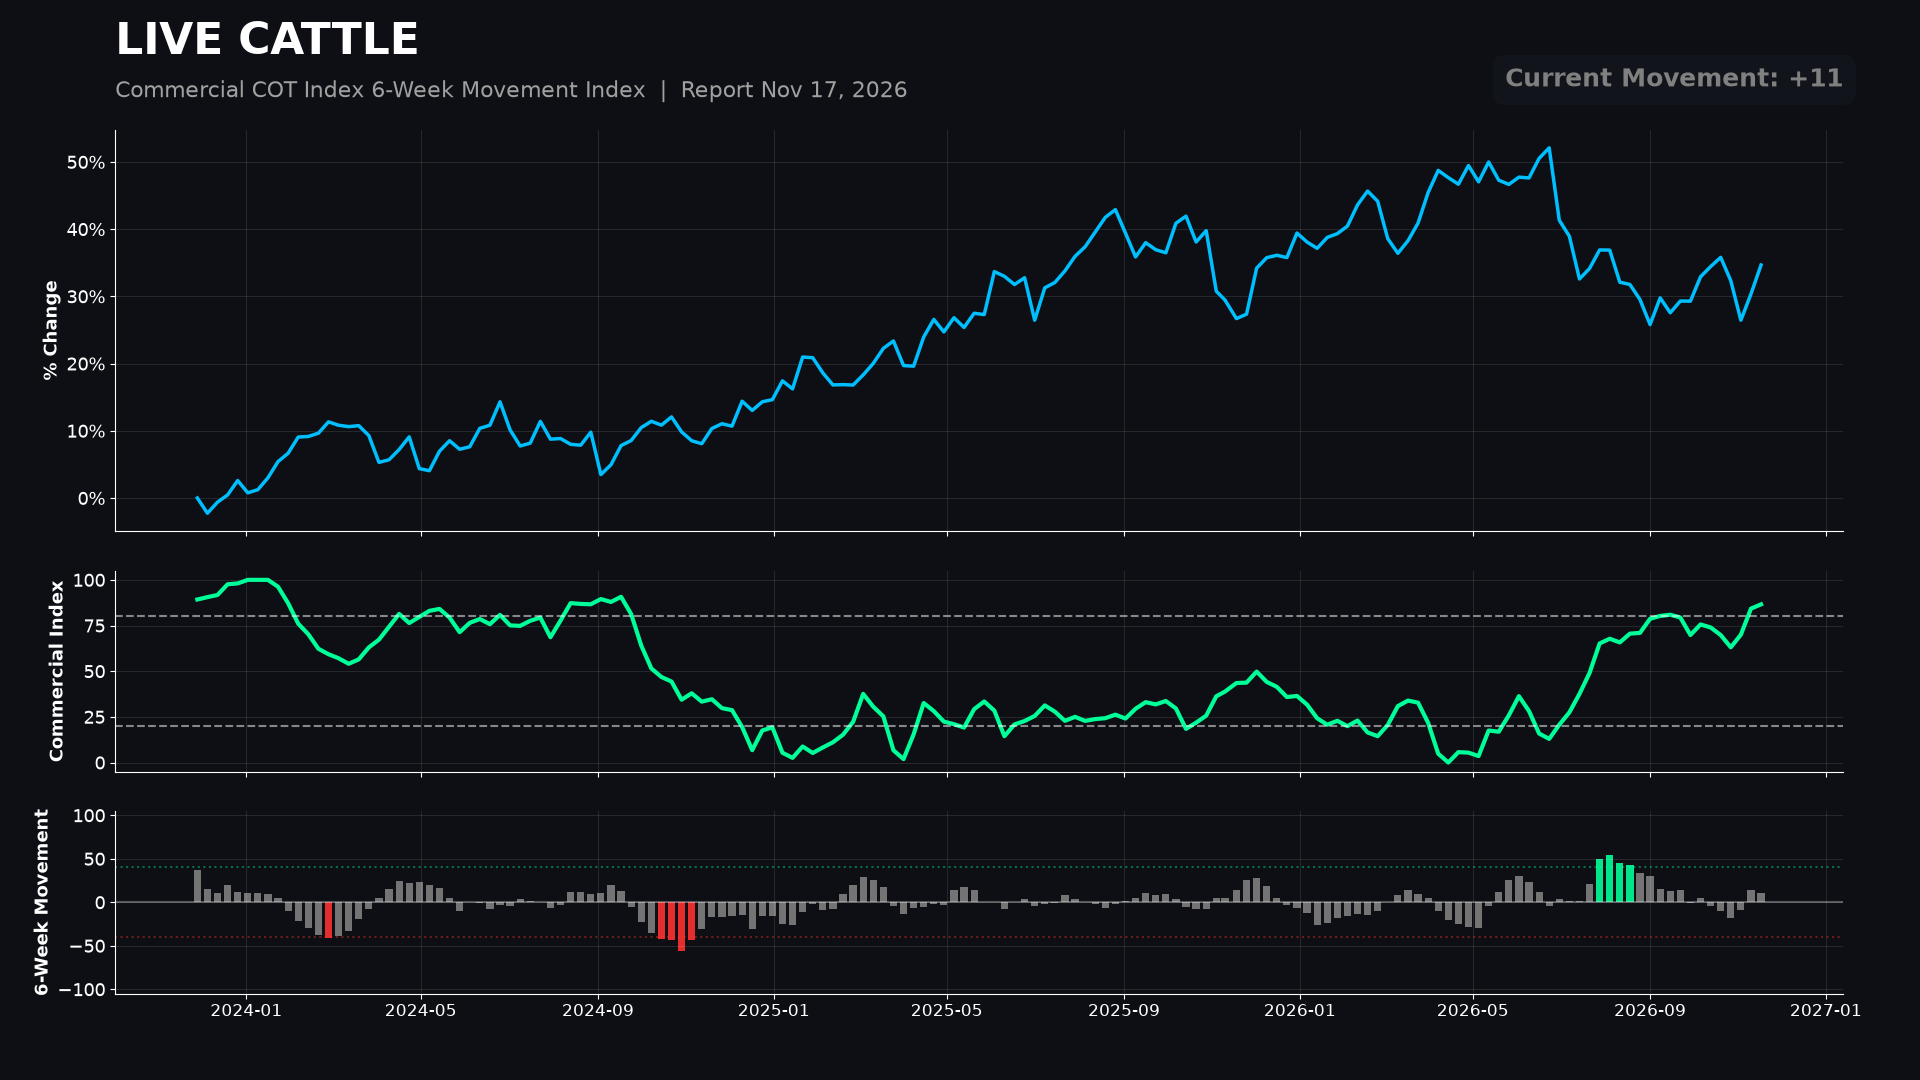 LIVE CATTLE
Commercial COT Index 6-Week Movement Index | Report Nov 17, 2026
Current Movement: +11
% Change
50%
40%
30%
20%
10%
0%
Commercial Index
100
75
50
25
0
6-Week Movement
100
50
0
−50
−100
2024-01 2024-05 2024-09 2025-01 2025-05 2025-09 2026-01 2026-05 2026-09 2027-01